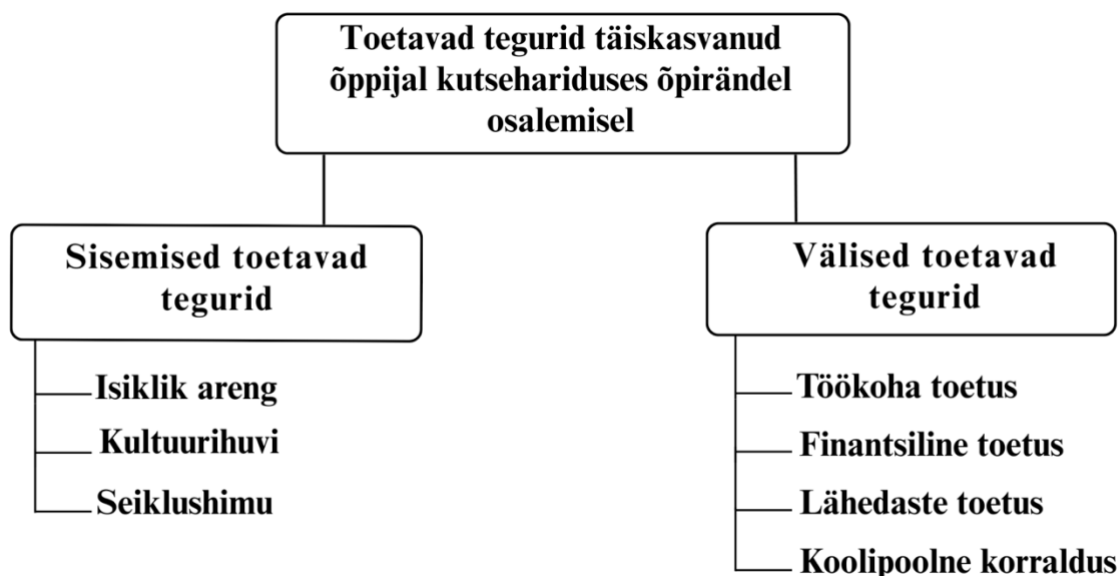 Toetavad tegurid täiskasvanud
õppijal kutsehariduses õpirändel
osalemisel
Sisemised toetavad
tegurid
Isiklik areng
Kultuurihuvi
Seiklushimu
Välised toetavad
tegurid
Töökoha toetus
Finantsiline toetus
Lähedaste toetus
Koolipoolne korraldus